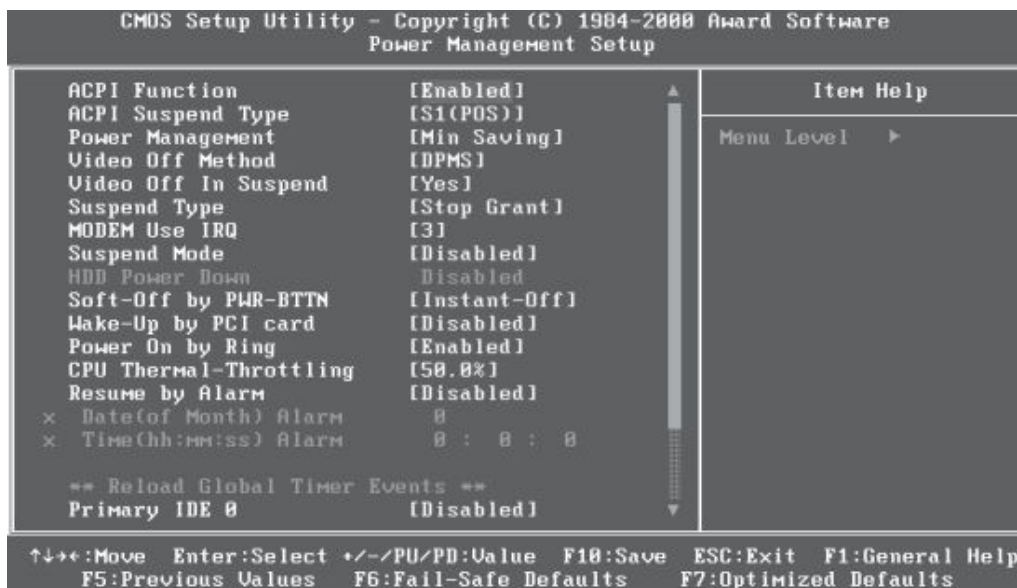 CMOS Setup Utility - Copyright (C) 1984-2000 Award Software
Power Management Setup
ACPI Function [Enabled]
ACPI Suspend Type [S1(POS)]
Power Management [Min Saving]
Video Off Method [DPMS]
Video Off In Suspend [Yes]
Suspend Type [Stop Grant]
MODEM Use IRQ [3]
Suspend Mode [Disabled]
HDD Power Down Disabled
Soft-Off by PWR-BTTN [Instant-Off]
Wake-Up by PCI card [Disabled]
Power On by Ring [Enabled]
CPU Thermal-Throttling [50.0%]
Resume by Alarm [Disabled]
x Date(of Month) Alarm 0
x Time(hh:mm:ss) Alarm 0 : 0 : 0
** Reload Global Timer Events **
Primary IDE 0 [Disabled]
Item Help
Menu Level ▶
↑↓→←:Move Enter:Select +/-/PU/PD:Value F10:Save ESC:Exit F1:General Help
F5:Previous Values F6:Fail-Safe Defaults F7:Optimized Defaults